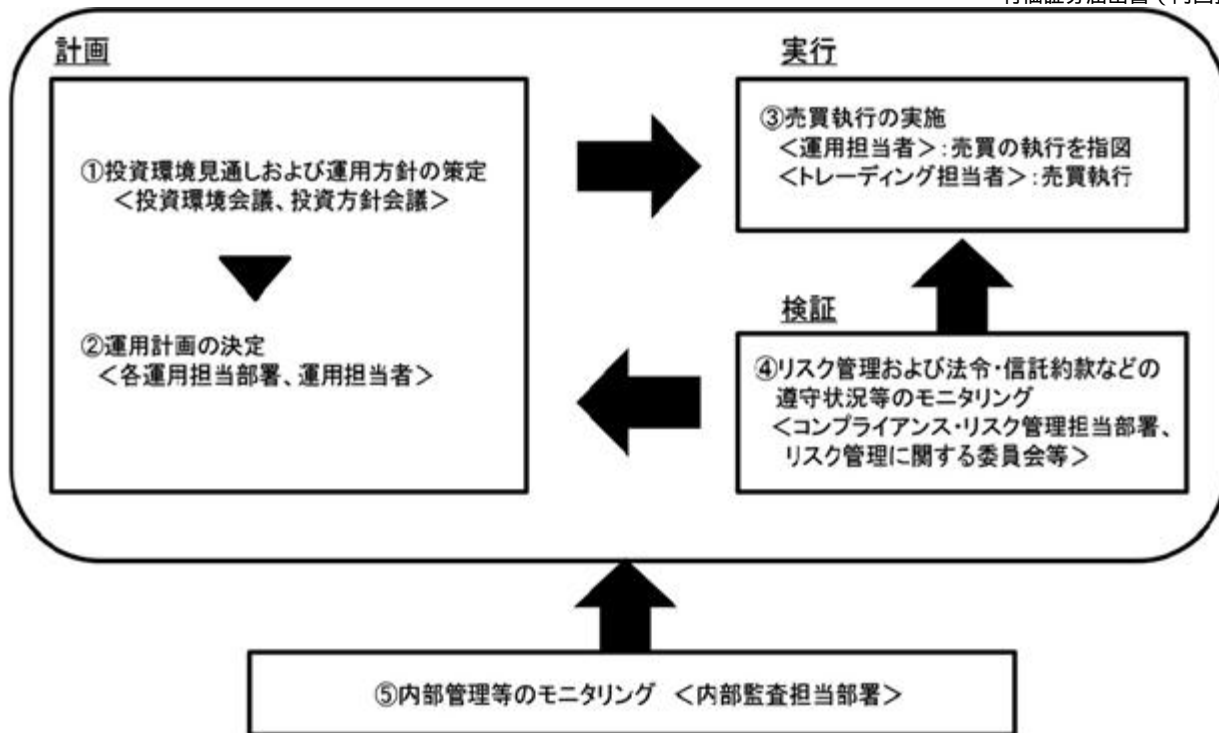 計画
①投資環境見通しおよび運用方針の策定
<投資環境会議、投資方針会議>
②運用計画の決定
<各運用担当部署、運用担当者>
実行
③売買執行の実施
<運用担当者>:売買の執行を指図
<トレーディング担当者>:売買執行
検証
④リスク管理および法令・信託約款などの
遵守状況等のモニタリング
<コンプライアンス・リスク管理担当部署、
リスク管理に関する委員会等>
⑤内部管理等のモニタリング <内部監査担当部署>